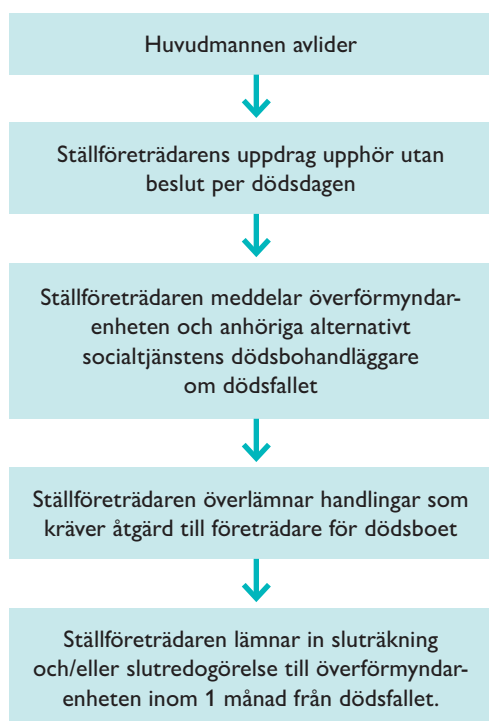 Huvudmannen avlider
Ställföreträdarens uppdrag upphör utan
beslut per dödsdagen
Ställföreträdaren meddelar överförmyndar-
enheten och anhöriga alternativt
socialtjänstens dödsbohandläggare
om dödsfallet
Ställföreträdaren överlämnar handlingar som
kräver åtgärd till företrädare för dödsboet
Ställföreträdaren lämnar in sluträkning
och/eller slutredogörelse till överförmyndar-
enheten inom 1 månad från dödsfallet.